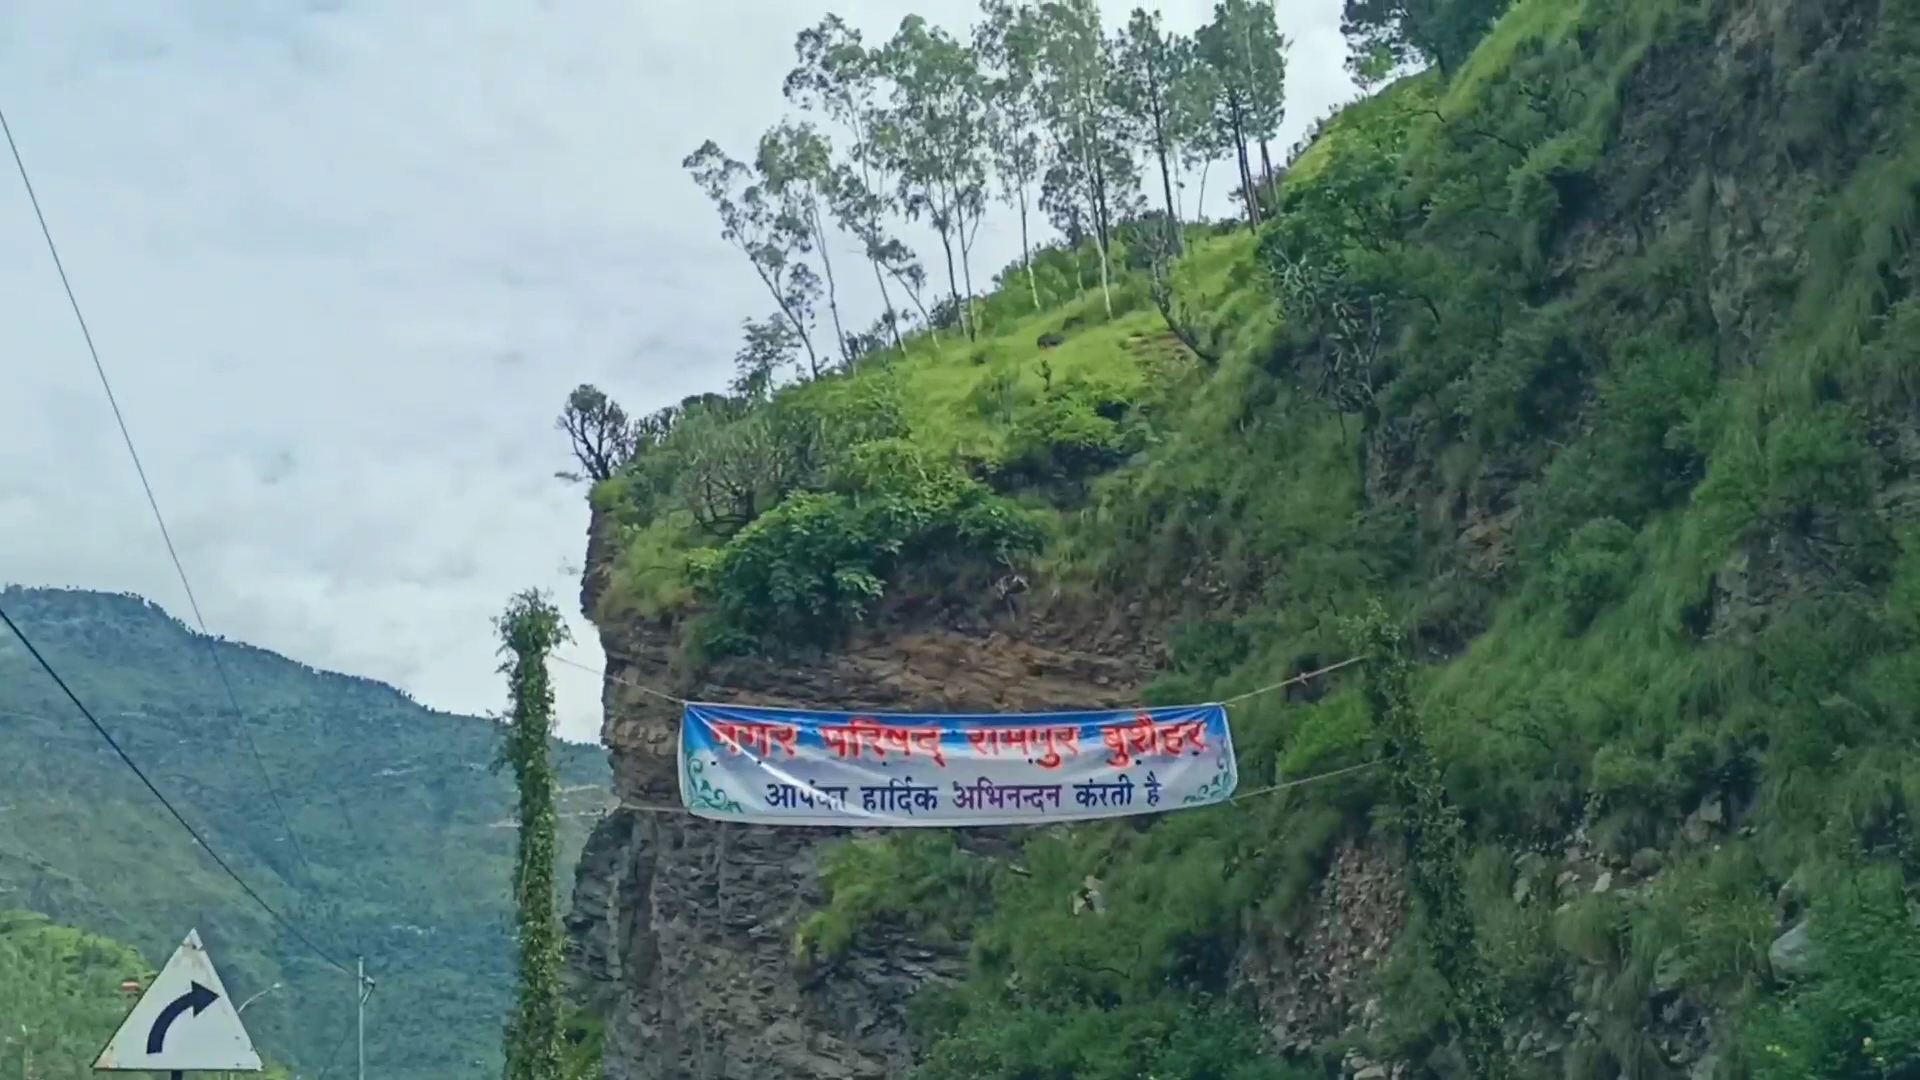 नगर परिषद् रामपुर बुशैहर
आपका हार्दिक अभिनन्दन करती है